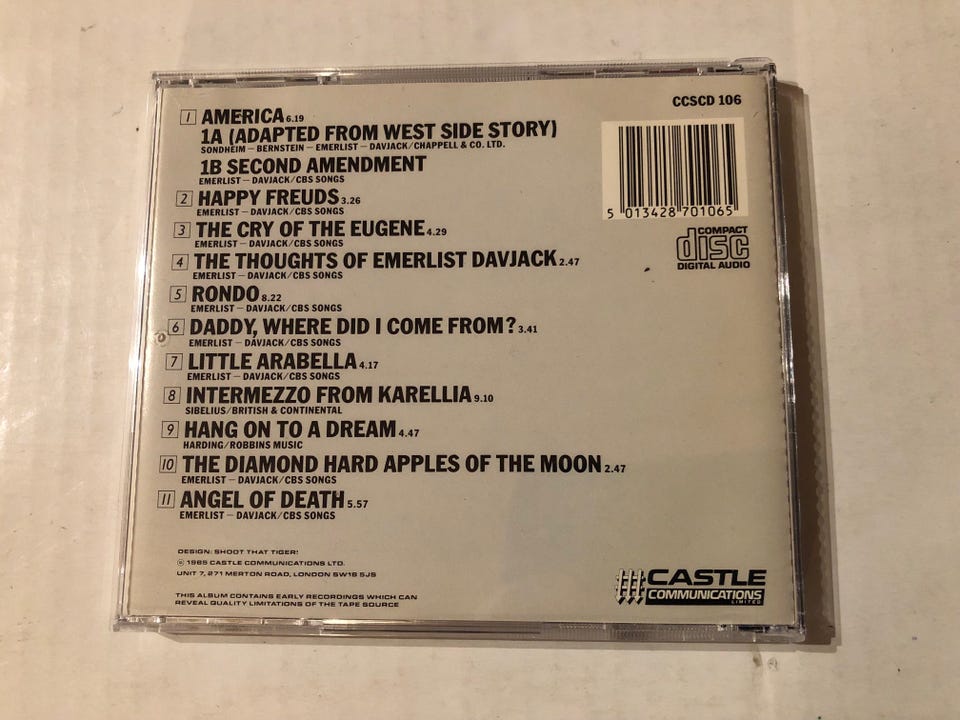 CCSCD 106
1 AMERICA 6.19
1A (ADAPTED FROM WEST SIDE STORY)
SONDHEIM – BERNSTEIN – EMERLIST – DAVJACK/CHAPPELL & CO. LTD.
1B SECOND AMENDMENT
EMERLIST – DAVJACK/CBS SONGS
2 HAPPY FREUDS 3.26
EMERLIST – DAVJACK/CBS SONGS
3 THE CRY OF THE EUGENE 4.29
EMERLIST – DAVJACK/CBS SONGS
4 THE THOUGHTS OF EMERLIST DAVJACK 2.47
EMERLIST – DAVJACK/CBS SONGS
5 RONDO 8.22
EMERLIST – DAVJACK/CBS SONGS
6 DADDY, WHERE DID I COME FROM? 3.41
EMERLIST – DAVJACK/CBS SONGS
7 LITTLE ARABELLA 4.17
EMERLIST – DAVJACK/CBS SONGS
8 INTERMEZZO FROM KARELLIA 9.10
SIBELIUS/BRITISH & CONTINENTAL
9 HANG ON TO A DREAM 4.47
HARDING/ROBBINS MUSIC
10 THE DIAMOND HARD APPLES OF THE MOON 2.47
EMERLIST – DAVJACK/CBS SONGS
11 ANGEL OF DEATH 5.57
EMERLIST – DAVJACK/CBS SONGS
5 013428 701065
COMPACT
disc
DIGITAL AUDIO
DESIGN: SHOOT THAT TIGER!
© 1985 CASTLE COMMUNICATIONS LTD.
UNIT 7, 271 MERTON ROAD, LONDON SW18 5JS
THIS ALBUM CONTAINS EARLY RECORDINGS WHICH CAN
REVEAL QUALITY LIMITATIONS OF THE TAPE SOURCE
CASTLE
COMMUNICATIONS
LIMITED